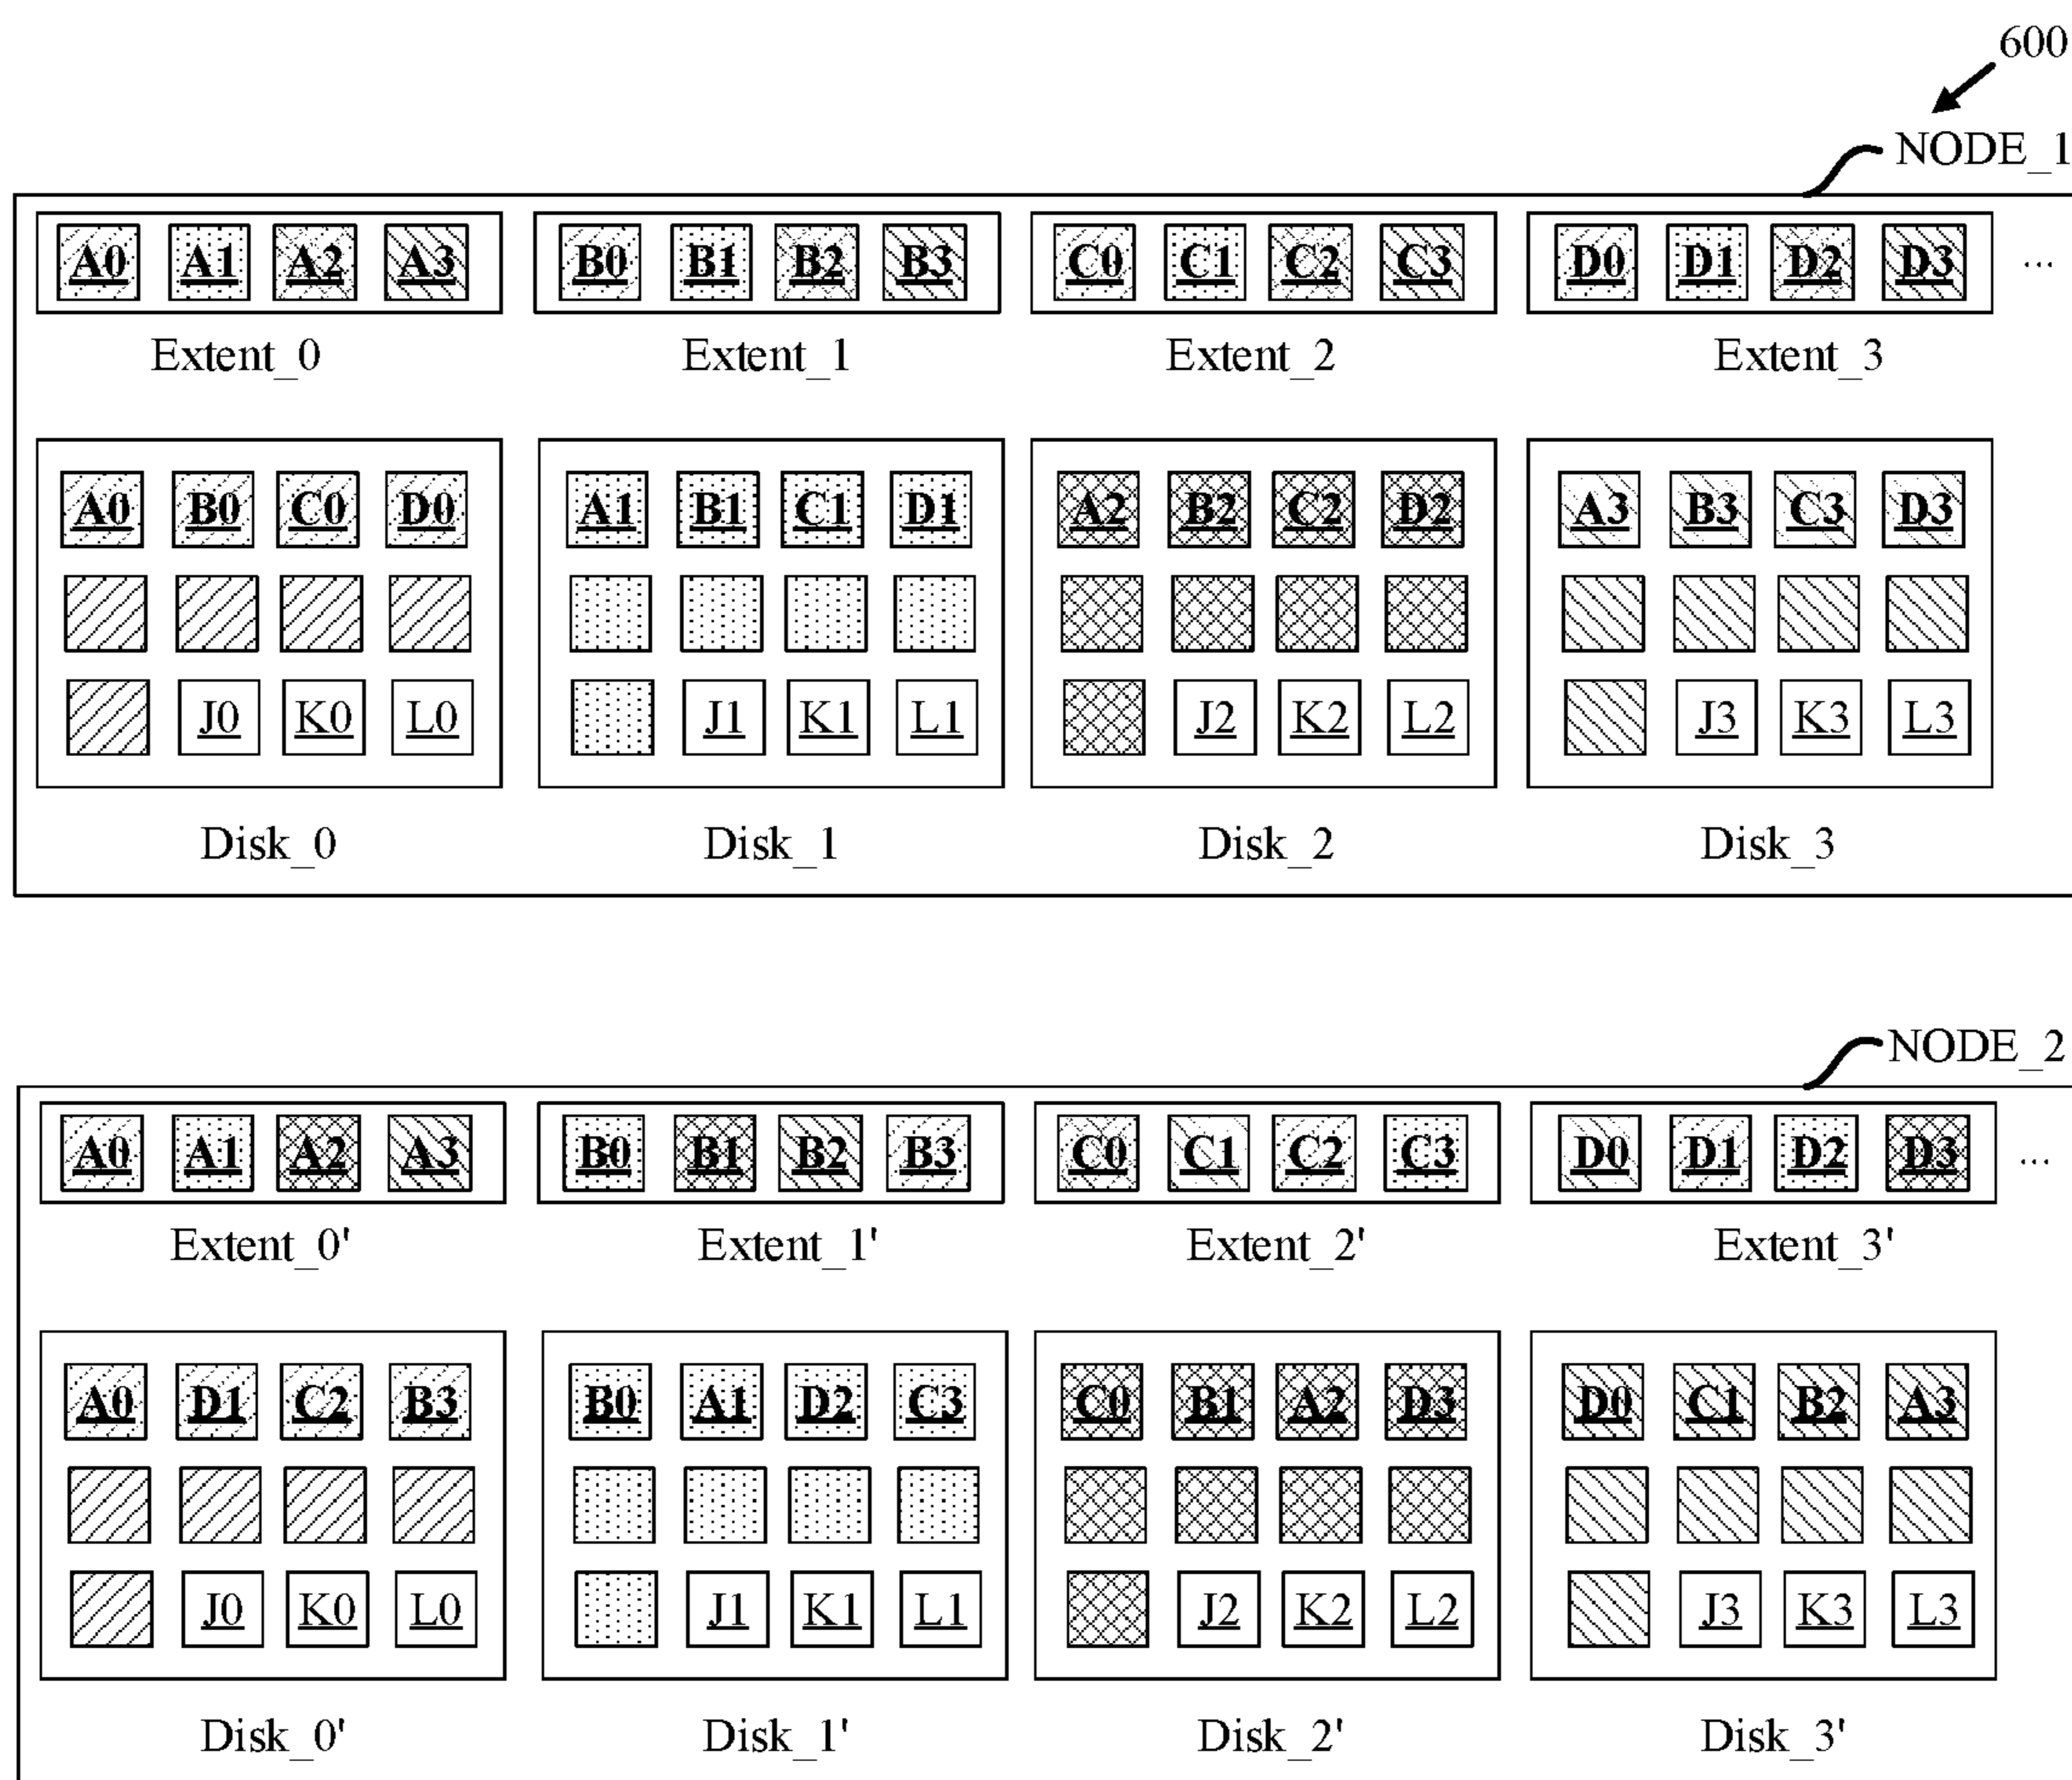 600
NODE_1
A0 A1 A2 A3 B0 B1 B2 B3 C0 C1 C2 C3 D0 D1 D2 D3 ...
Extent_0 Extent_1 Extent_2 Extent_3
A0 B0 C0 D0 A1 B1 C1 D1 A2 B2 C2 D2 A3 B3 C3 D3
J0 K0 L0 J1 K1 L1 J2 K2 L2 J3 K3 L3
Disk_0 Disk_1 Disk_2 Disk_3
NODE_2
A0 A1 A2 A3 B0 B1 B2 B3 C0 C1 C2 C3 D0 D1 D2 D3 ...
Extent_0' Extent_1' Extent_2' Extent_3'
A0 D1 C2 B3 B0 A1 D2 C3 C0 B1 A2 D3 D0 C1 B2 A3
J0 K0 L0 J1 K1 L1 J2 K2 L2 J3 K3 L3
Disk_0' Disk_1' Disk_2' Disk_3'